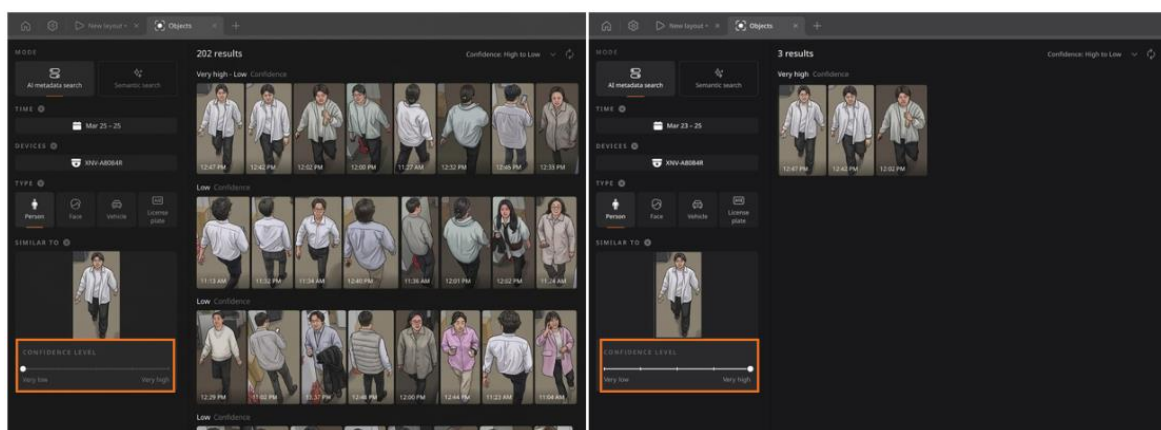 New layout
Objects
MODE
AI metadata search
Semantic search
TIME
Mar 25 – 25
DEVICES
XNV-A8084R
TYPE
Person
Face
Vehicle
License plate
SIMILAR TO
CONFIDENCE LEVEL
Very low
Very high
202 results
Confidence: High to Low
Very high - Low Confidence
12:47 PM
12:42 PM
12:02 PM
12:00 PM
11:27 AM
12:32 PM
12:33 PM
Low Confidence
11:13 AM
11:32 PM
11:34 AM
12:40 PM
11:36 AM
12:01 PM
12:02 PM
11:24 AM
Low Confidence
12:29 PM
11:02 PM
12:46 PM
12:00 PM
12:44 PM
11:23 AM
11:04 AM
Low Confidence
New layout
Objects
MODE
AI metadata search
Semantic search
TIME
Mar 23 – 25
DEVICES
XNV-A8084R
TYPE
Person
Face
Vehicle
License plate
SIMILAR TO
CONFIDENCE LEVEL
Very low
Very high
3 results
Confidence: High to Low
Very high Confidence
12:47 PM
12:42 PM
12:02 PM